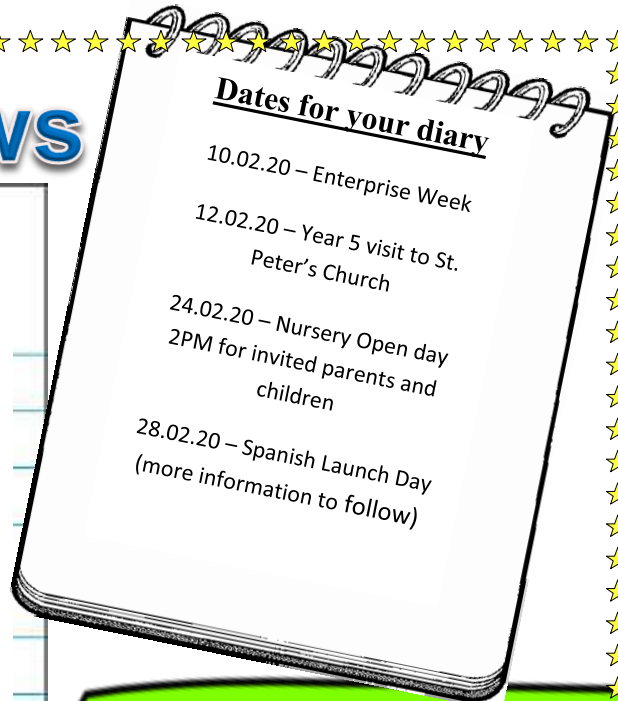 WS
Dates for your diary
10.02.20 – Enterprise Week
12.02.20 – Year 5 visit to St.
Peter's Church
24.02.20 – Nursery Open day
2PM for invited parents and
children
28.02.20 – Spanish Launch Day
(more information to follow)